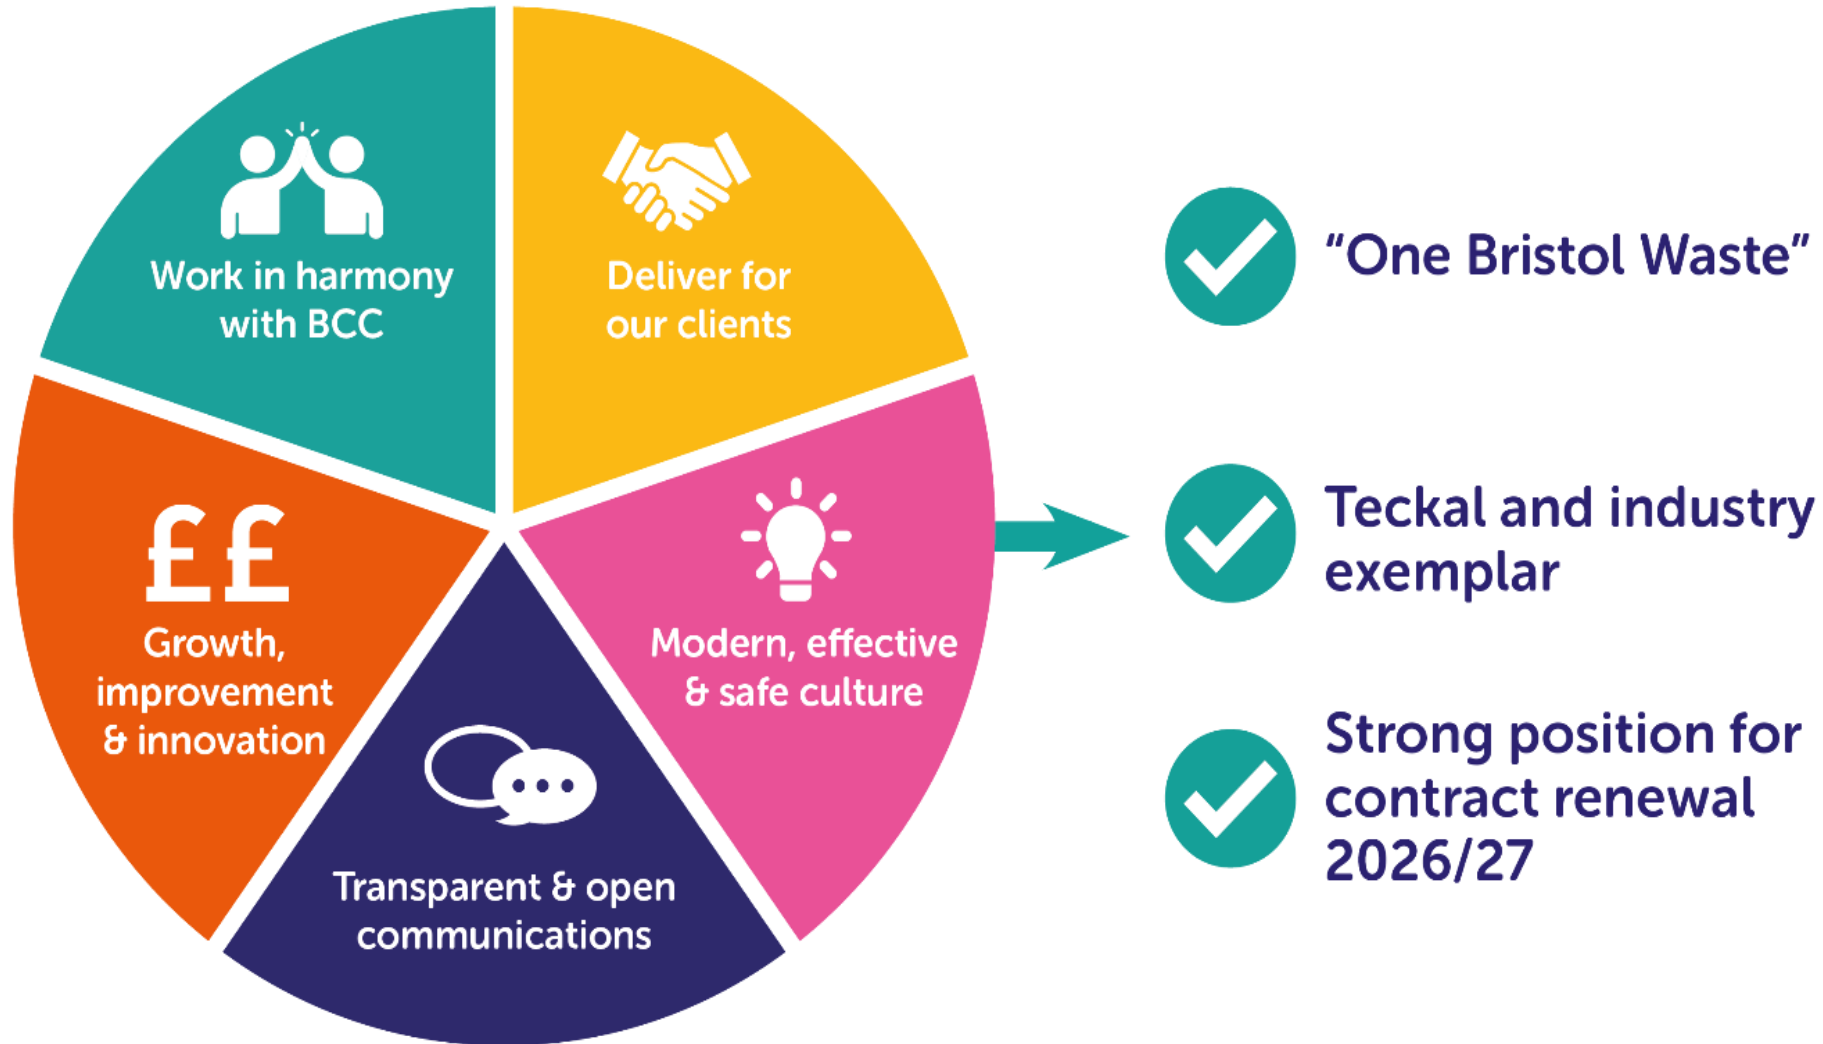 Work in harmony
with BCC
Deliver for
our clients
££
Growth,
improvement
& innovation
Modern, effective
& safe culture
Transparent & open
communications
“One Bristol Waste”
Teckal and industry
exemplar
Strong position for
contract renewal
2026/27